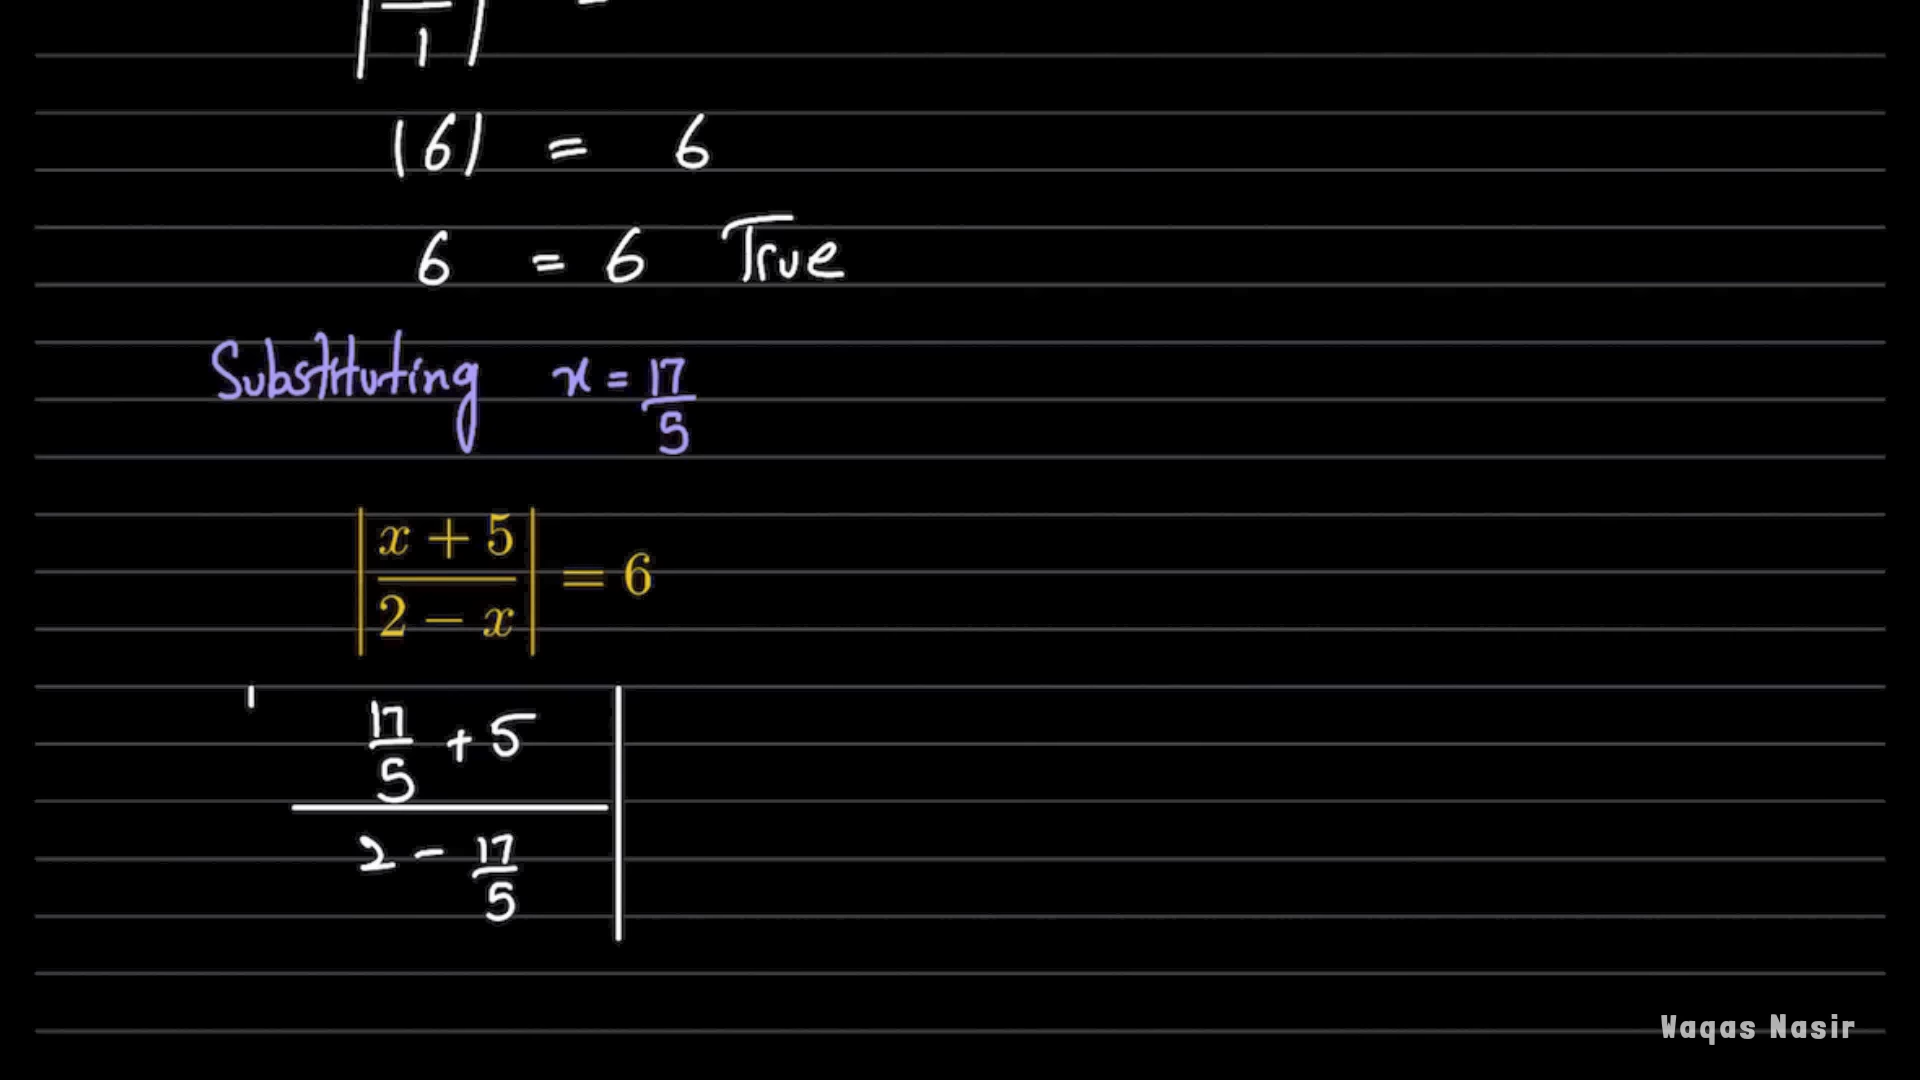 | — / 1 | =
|6| = 6
6 = 6 True
Substituting x = 17/5
|(x + 5)/(2 − x)| = 6
(17/5 + 5)/(2 - 17/5) |
Waqas Nasir